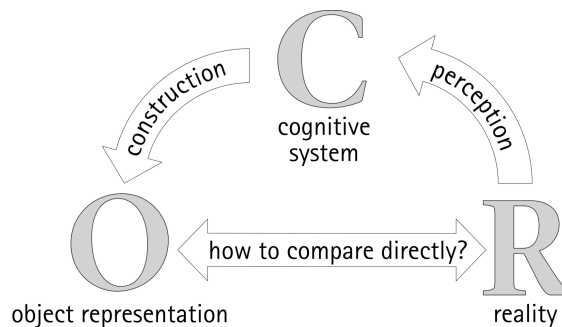 C
construction
perception
cognitive
system
O
how to compare directly?
R
object representation
reality